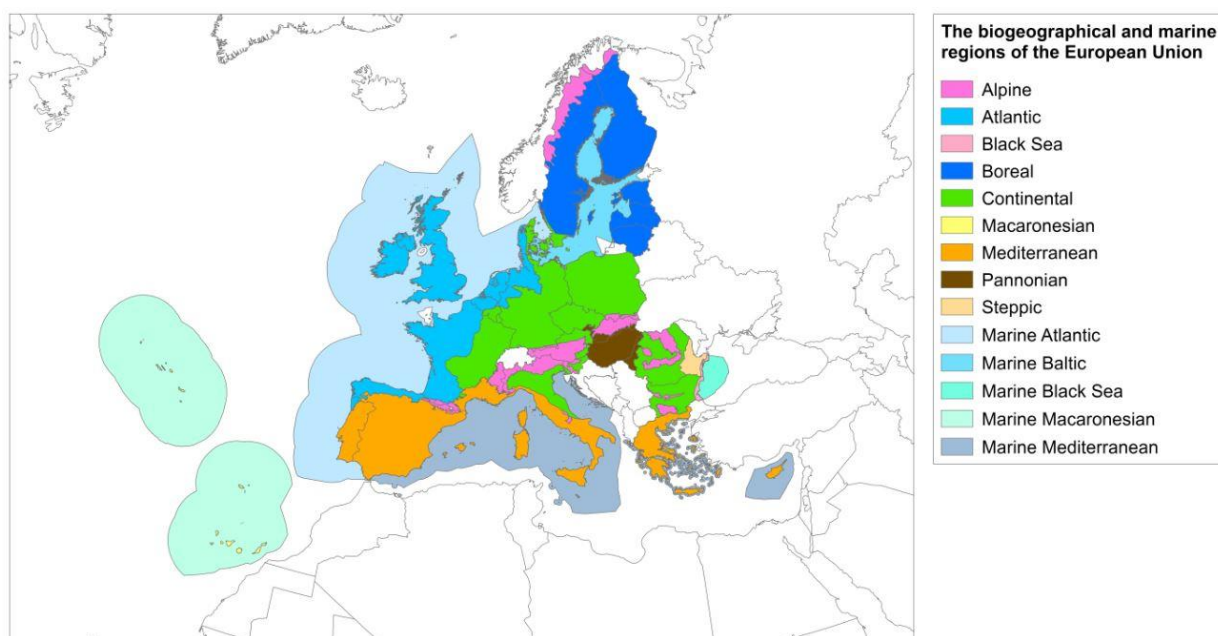 The biogeographical and marine
regions of the European Union
Alpine
Atlantic
Black Sea
Boreal
Continental
Macaronesian
Mediterranean
Pannonian
Steppic
Marine Atlantic
Marine Baltic
Marine Black Sea
Marine Macaronesian
Marine Mediterranean